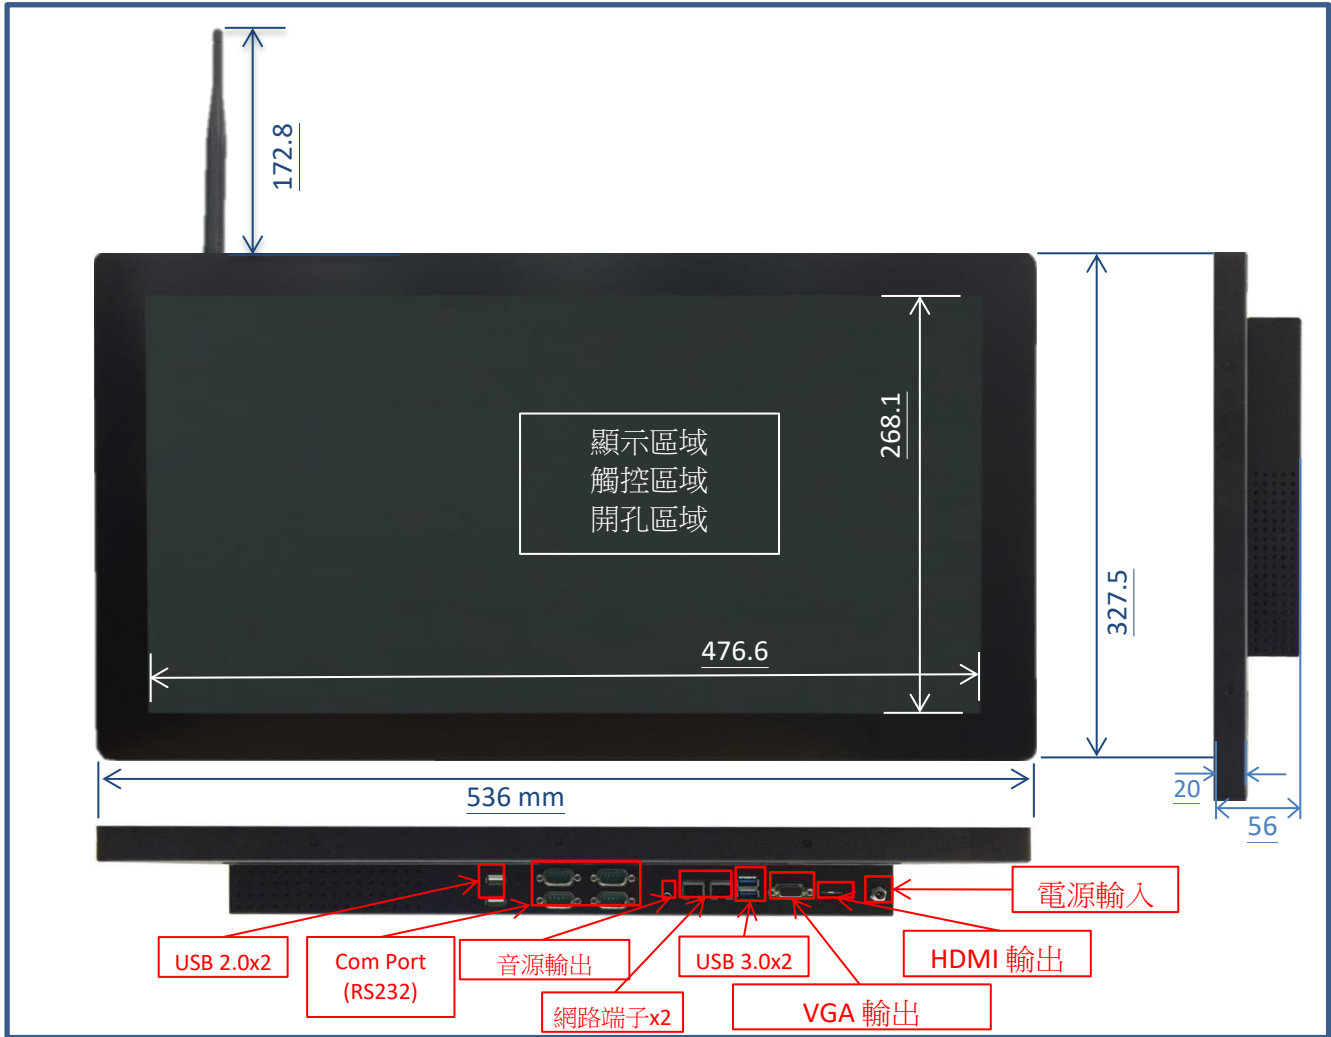 172.8
268.1
顯示區域
觸控區域
開孔區域
476.6
327.5
536 mm
20
56
電源輸入
USB 2.0x2
Com Port
(RS232)
音源輸出
USB 3.0x2
HDMI 輸出
網路端子x2
VGA 輸出